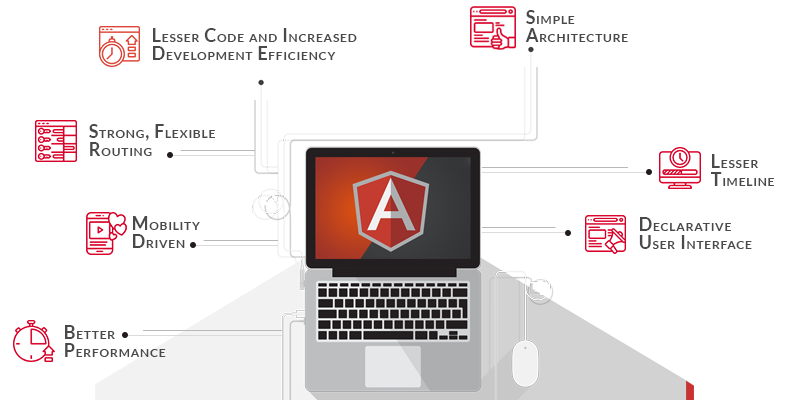 Lesser Code and Increased
Development Efficiency
Simple
Architecture
Strong, Flexible
Routing
Lesser
Timeline
Mobility
Driven
Declarative
User Interface
Better
Performance
A